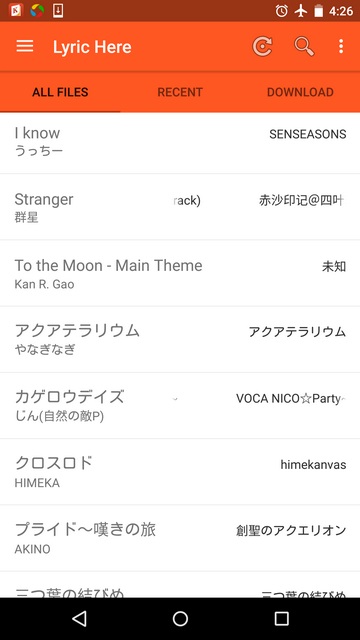 4:26
Lyric Here
ALL FILES
RECENT
DOWNLOAD
I know
SENSEASONS
うっちー
Stranger
rack)
赤沙印记@四叶
群星
To the Moon - Main Theme
未知
Kan R. Gao
アクアテラリウム
アクアテラリウム
やなぎなぎ
カゲロウデイズ
VOCA NICO☆Party
じん(自然の敵P)
クロスロド
himekanvas
HIMEKA
プライド～嘆きの旅
創聖のアクエリオン
AKINO
三つ葉の結びめ
三つ葉の結びめ